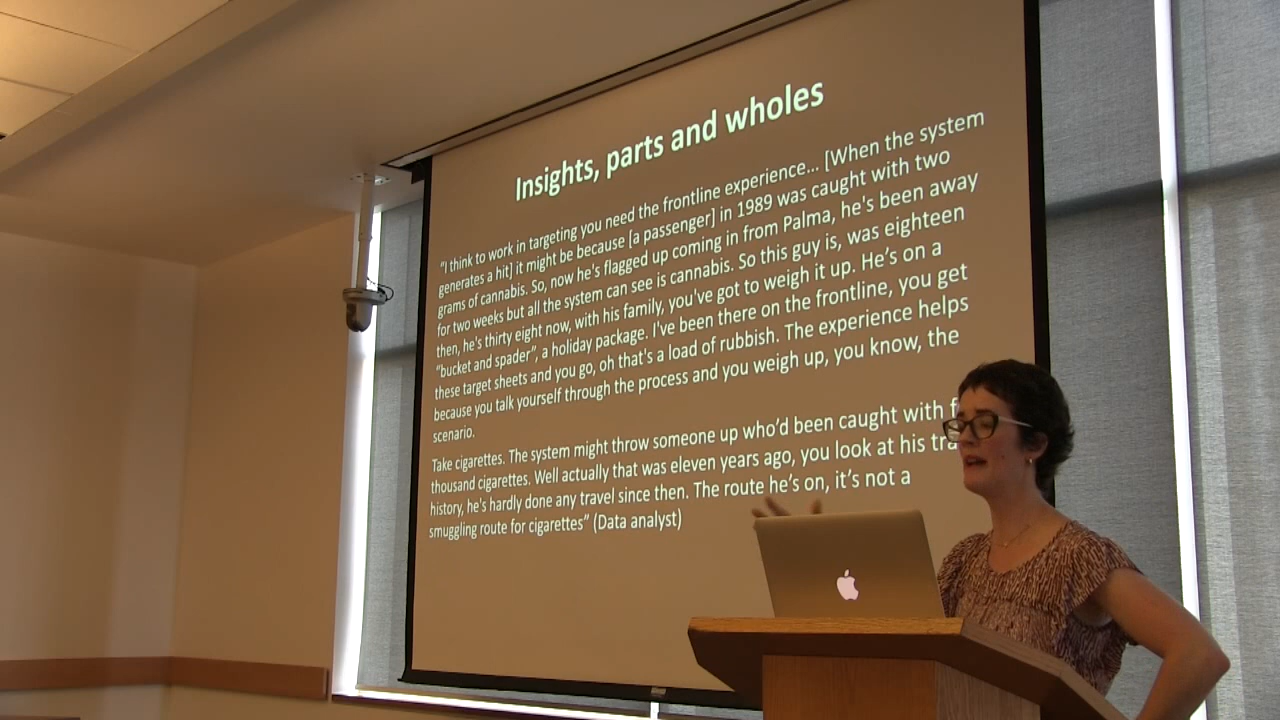 Insights, parts and wholes
"I think to work in targeting you need the frontline experience... [When the system
generates a hit] it might be because [a passenger] in 1989 was caught with two
grams of cannabis. So, now he's flagged up coming in from Palma, he's been away
for two weeks but all the system can see is cannabis. So this guy is, was eighteen
then, he's thirty eight now, with his family, you've got to weigh it up. He's on a
"bucket and spader", a holiday package. I've been there on the frontline, you get
these target sheets and you go, oh that's a load of rubbish. The experience helps
because you talk yourself through the process and you weigh up, you know, the
scenario.
Take cigarettes. The system might throw someone up who'd been caught with
thousand cigarettes. Well actually that was eleven years ago, you look at his
history, he's hardly done any travel since then. The route he's on, it's not a
smuggling route for cigarettes" (Data analyst)